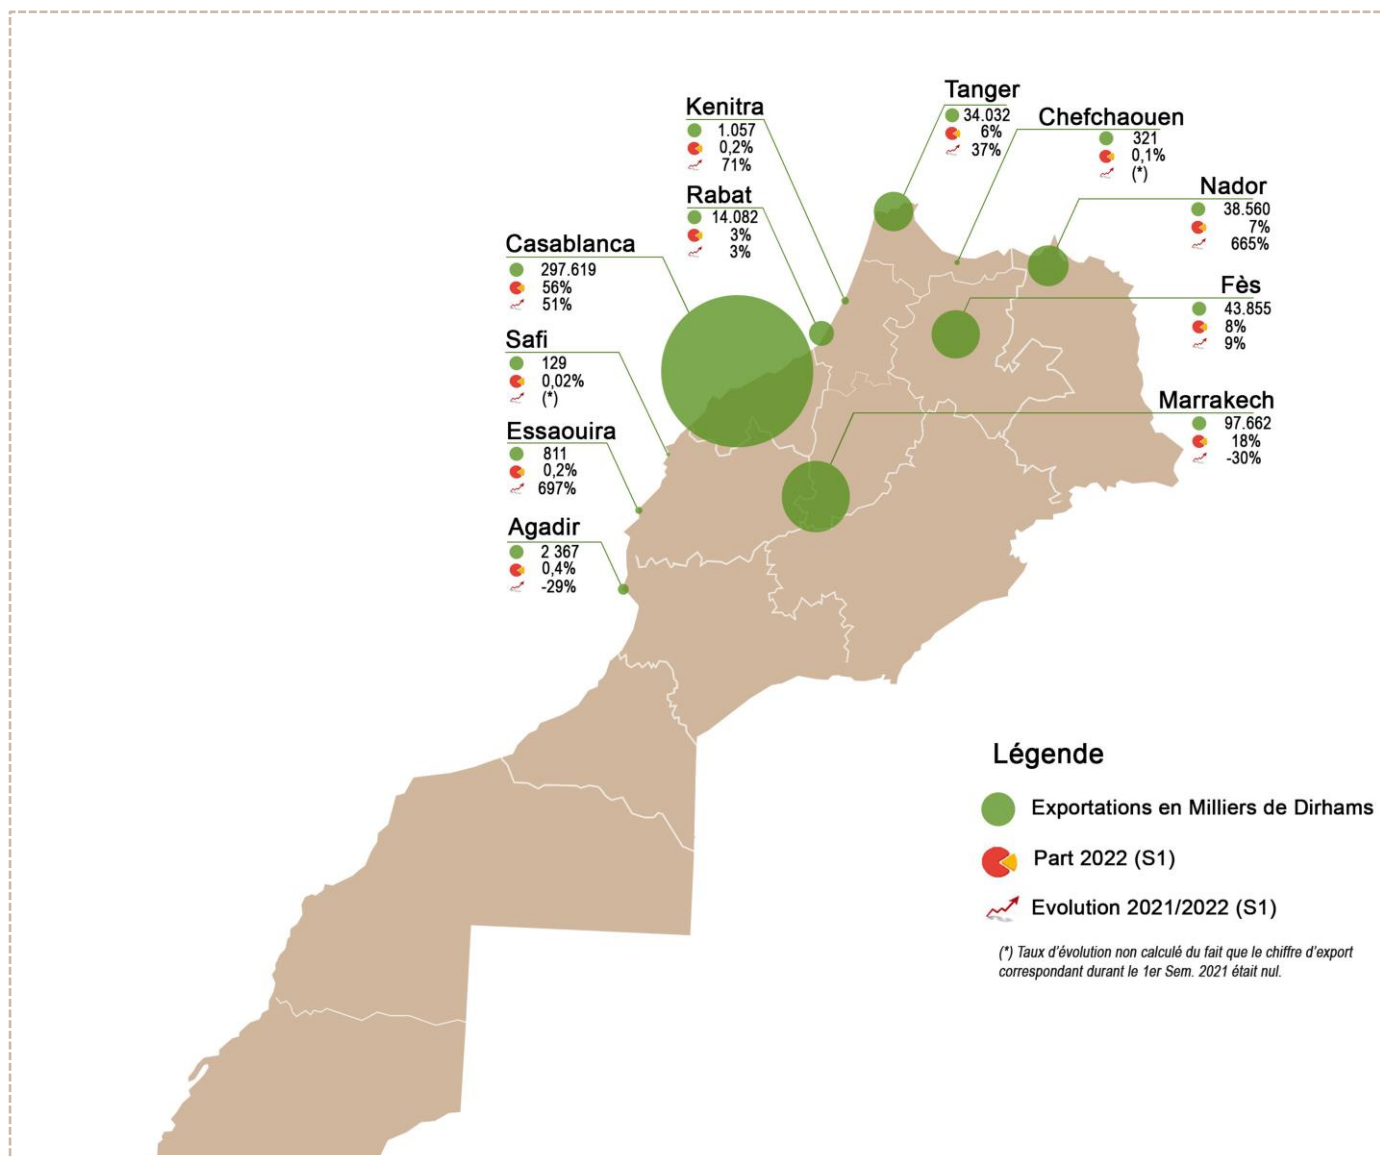 Tanger
34.032
6%
37%
Kenitra
1.057
0,2%
71%
Chefchaouen
321
0,1%
(*)
Nador
38.560
7%
665%
Rabat
14.082
3%
3%
Casablanca
297.619
56%
51%
Fès
43.855
8%
9%
Safi
129
0,02%
(*)
Marrakech
97.662
18%
-30%
Essaouira
811
0,2%
697%
Agadir
2 367
0,4%
-29%
Légende
Exportations en Milliers de Dirhams
Part 2022 (S1)
Evolution 2021/2022 (S1)
(*) Taux d'évolution non calculé du fait que le chiffre d'export
correspondant durant le 1er Sem. 2021 était nul.